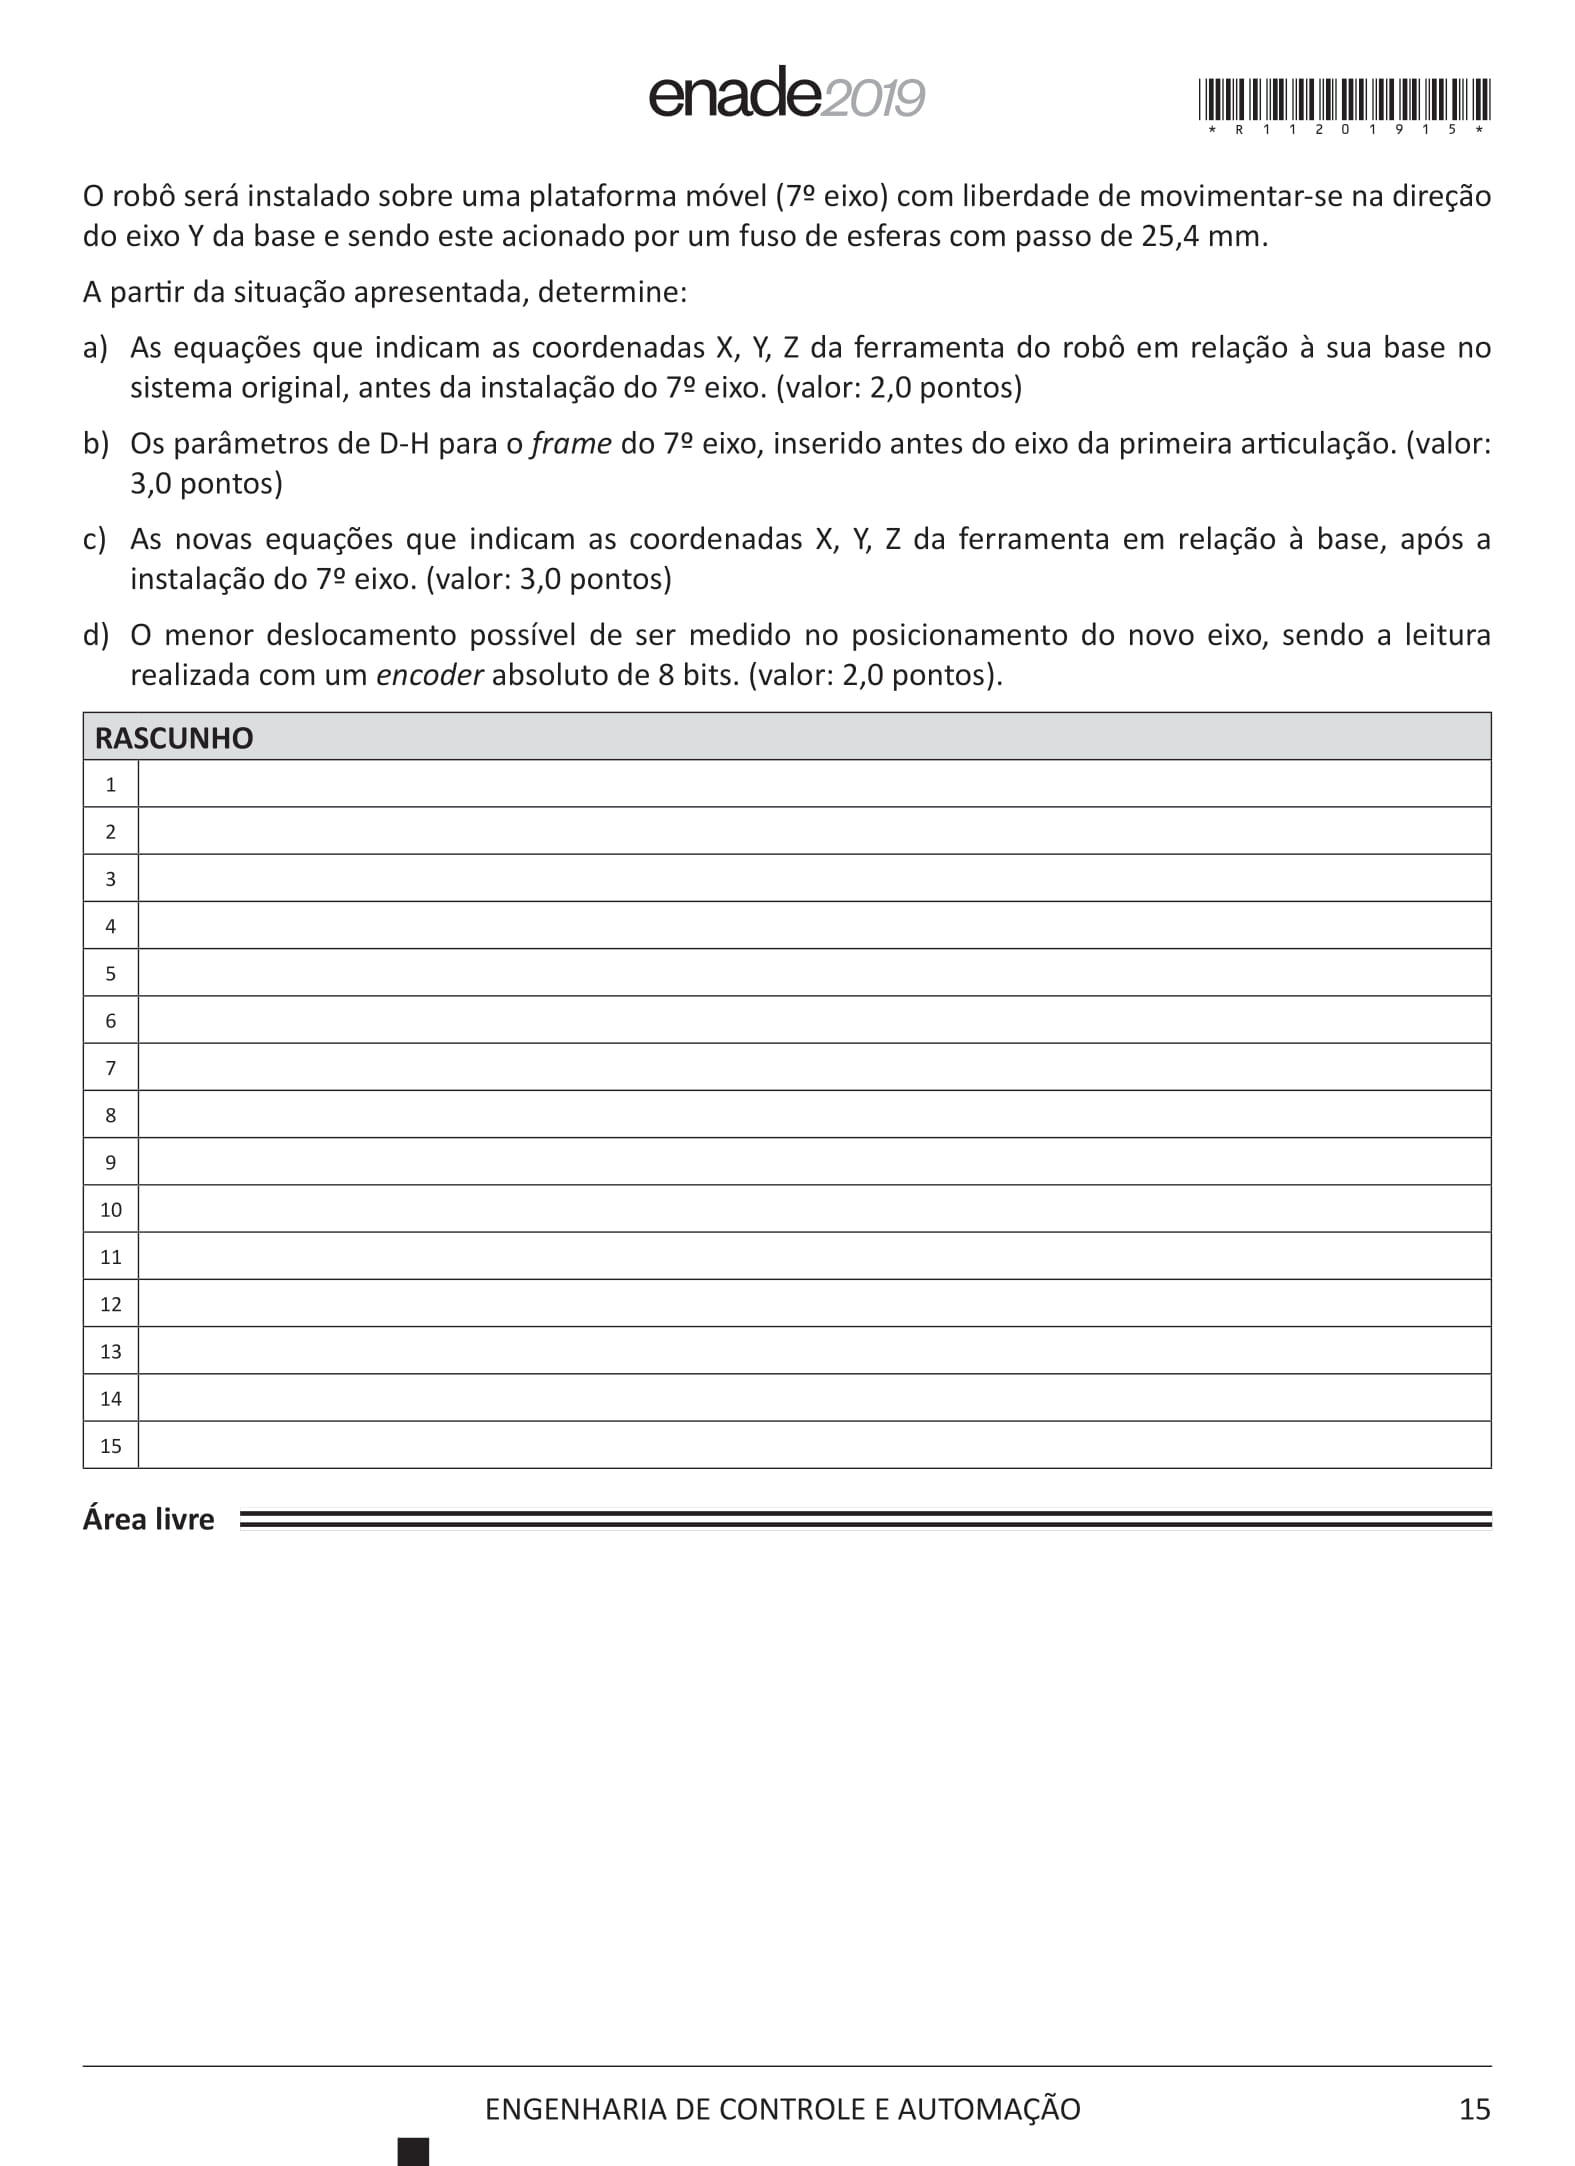 enade2019
* R 1 1 2 0 1 9 1 5 *
O robô será instalado sobre uma plataforma móvel (7º eixo) com liberdade de movimentar-se na direção
do eixo Y da base e sendo este acionado por um fuso de esferas com passo de 25,4 mm.
A partir da situação apresentada, determine:
a) As equações que indicam as coordenadas X, Y, Z da ferramenta do robô em relação à sua base no
sistema original, antes da instalação do 7º eixo. (valor: 2,0 pontos)
b) Os parâmetros de D-H para o frame do 7º eixo, inserido antes do eixo da primeira articulação. (valor:
3,0 pontos)
c) As novas equações que indicam as coordenadas X, Y, Z da ferramenta em relação à base, após a
instalação do 7º eixo. (valor: 3,0 pontos)
d) O menor deslocamento possível de ser medido no posicionamento do novo eixo, sendo a leitura
realizada com um encoder absoluto de 8 bits. (valor: 2,0 pontos).
RASCUNHO
1
2
3
4
5
6
7
8
9
10
11
12
13
14
15
Área livre
ENGENHARIA DE CONTROLE E AUTOMAÇÃO 15